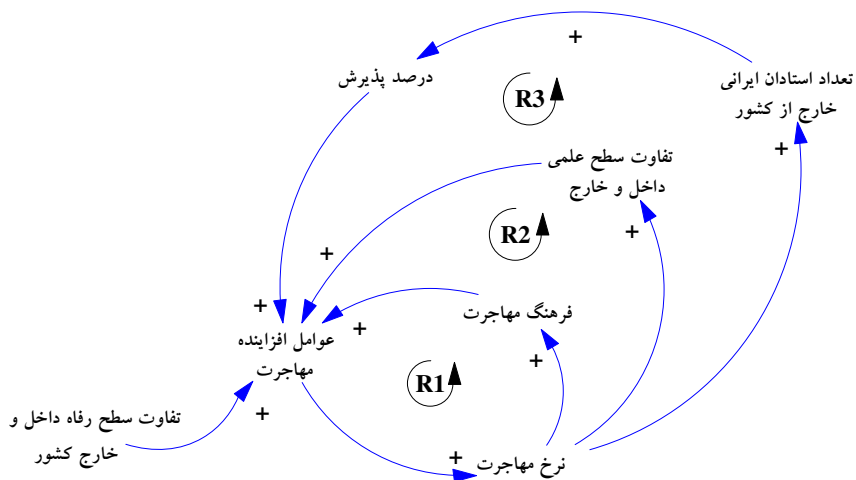 +
تعداد استادان ایرانی
خارج از کشور
درصد پذیرش
R3
+
تفاوت سطح علمی
داخل و خارج
+
R2
+
+
فرهنگ مهاجرت
+
عوامل افزاینده
مهاجرت
+
R1
+
تفاوت سطح رفاه داخل و
خارج کشور
+
نرخ مهاجرت
+